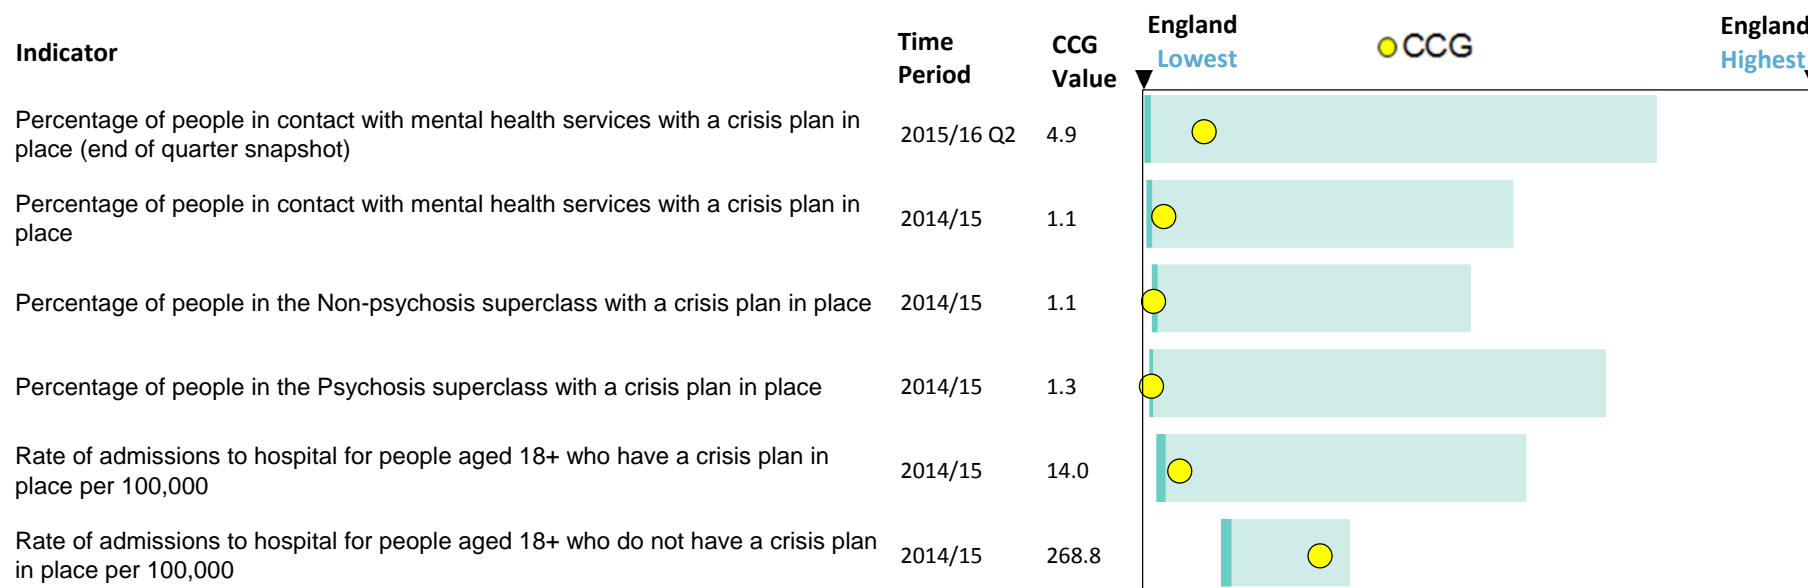 Indicator
Time
Period
CCG
Value
England
Lowest
CCG
England
Highest
Percentage of people in contact with mental health services with a crisis plan in
place (end of quarter snapshot)
2015/16 Q2
4.9
Percentage of people in contact with mental health services with a crisis plan in
place
2014/15
1.1
Percentage of people in the Non-psychosis superclass with a crisis plan in place
2014/15
1.1
Percentage of people in the Psychosis superclass with a crisis plan in place
2014/15
1.3
Rate of admissions to hospital for people aged 18+ who have a crisis plan in
place per 100,000
2014/15
14.0
Rate of admissions to hospital for people aged 18+ who do not have a crisis plan
in place per 100,000
2014/15
268.8